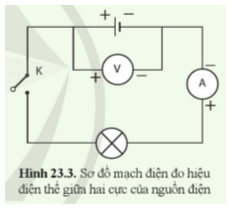 + −
K
+ V −
−
A
+
Hình 23.3. Sơ đồ mạch điện đo hiệu
điện thế giữa hai cực của nguồn điện